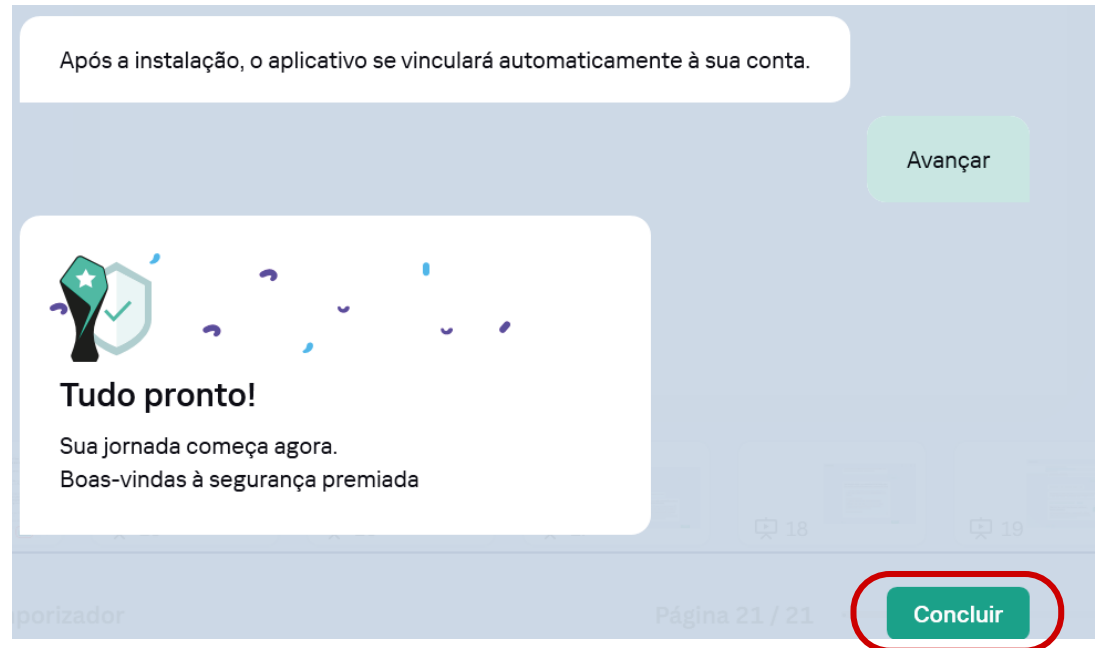 Após a instalação, o aplicativo se vinculará automaticamente à sua conta.
Avançar
Tudo pronto!
Sua jornada começa agora.
Boas-vindas à segurança premiada
18
19
porizador
Página 21 / 21
Concluir